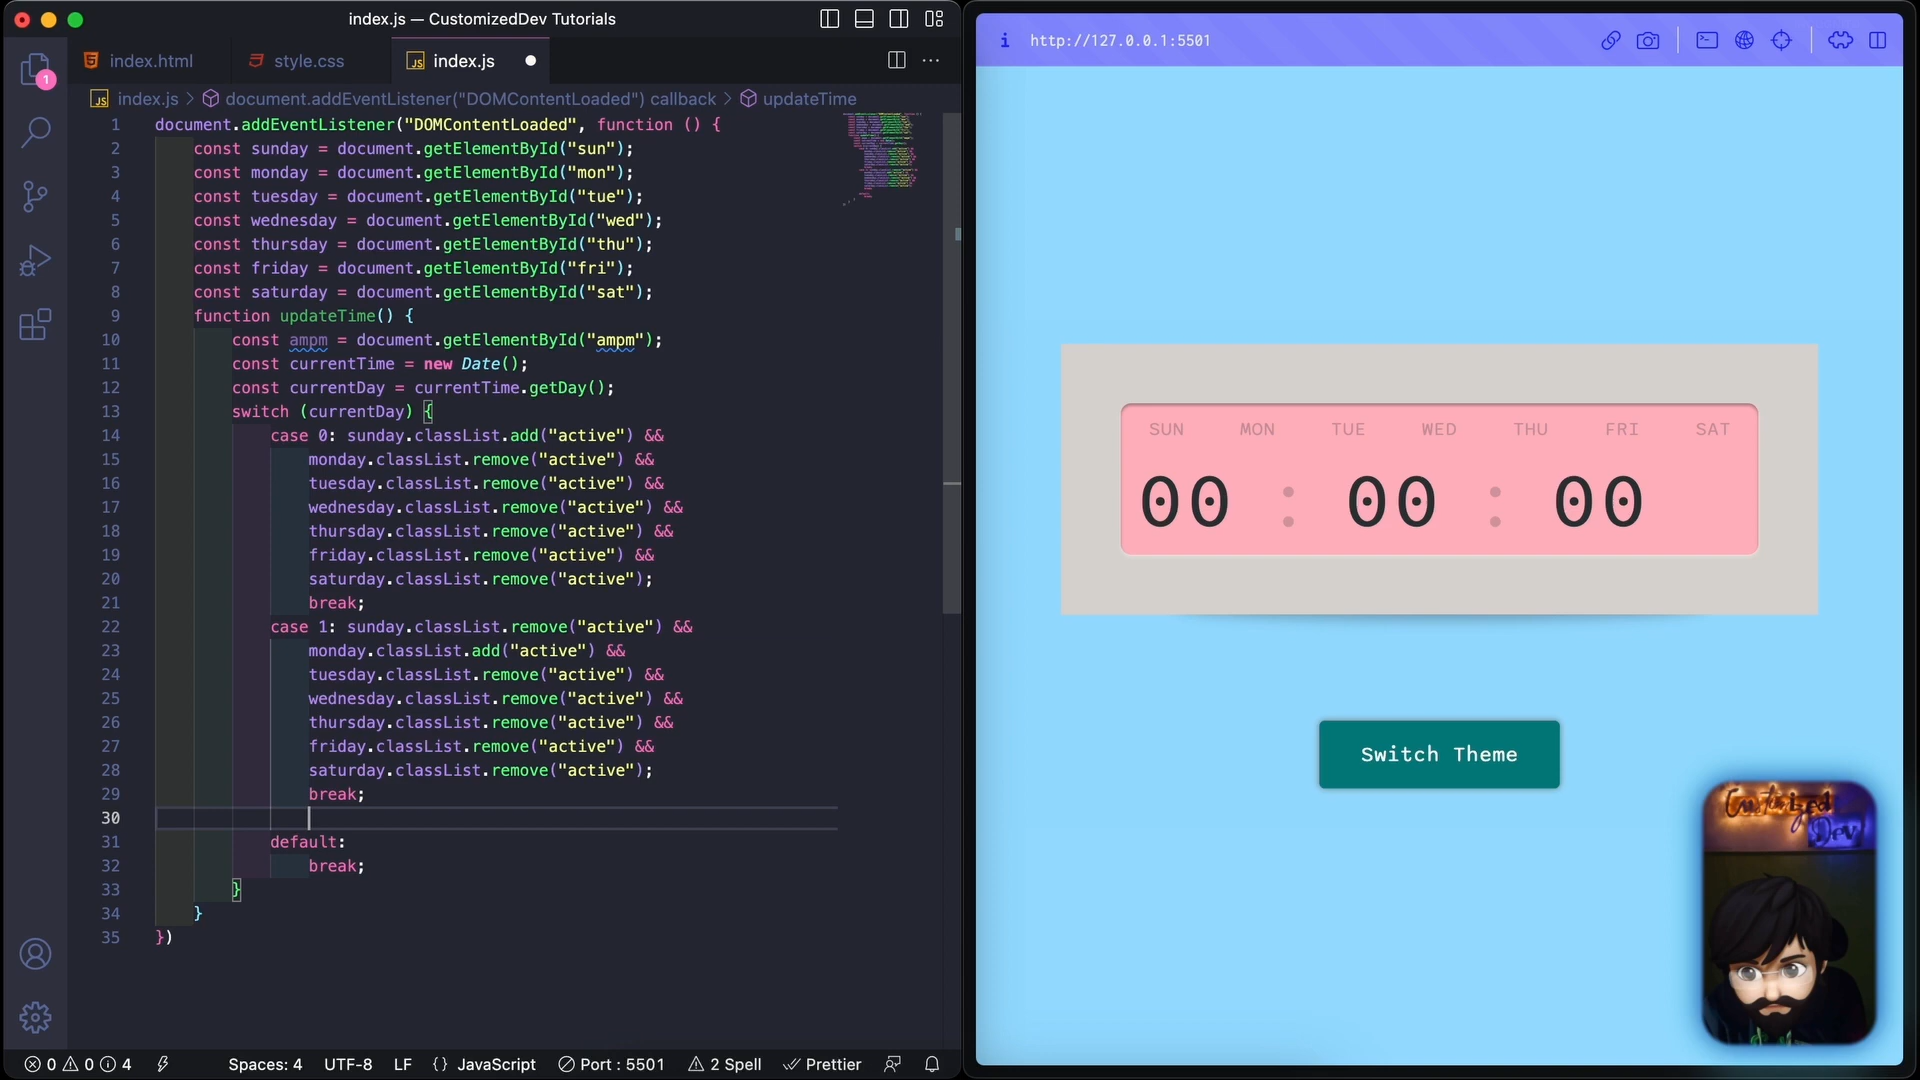 index.js — CustomizedDev Tutorials
index.html
style.css
index.js
1
index.js > document.addEventListener("DOMContentLoaded") callback > updateTime
1 document.addEventListener("DOMContentLoaded", function () {
2 const sunday = document.getElementById("sun");
3 const monday = document.getElementById("mon");
4 const tuesday = document.getElementById("tue");
5 const wednesday = document.getElementById("wed");
6 const thursday = document.getElementById("thu");
7 const friday = document.getElementById("fri");
8 const saturday = document.getElementById("sat");
9 function updateTime() {
10 const ampm = document.getElementById("ampm");
11 const currentTime = new Date();
12 const currentDay = currentTime.getDay();
13 switch (currentDay) {
14 case 0: sunday.classList.add("active") &&
15 monday.classList.remove("active") &&
16 tuesday.classList.remove("active") &&
17 wednesday.classList.remove("active") &&
18 thursday.classList.remove("active") &&
19 friday.classList.remove("active") &&
20 saturday.classList.remove("active");
21 break;
22 case 1: sunday.classList.remove("active") &&
23 monday.classList.add("active") &&
24 tuesday.classList.remove("active") &&
25 wednesday.classList.remove("active") &&
26 thursday.classList.remove("active") &&
27 friday.classList.remove("active") &&
28 saturday.classList.remove("active");
29 break;
30
31 default:
32 break;
33 }
34 }
35 })
0 0 4 Spaces: 4 UTF-8 LF {} JavaScript Port : 5501 2 Spell Prettier
http://127.0.0.1:5501
SUN MON TUE WED THU FRI SAT
00 : 00 : 00
Switch Theme
Customized
Dev